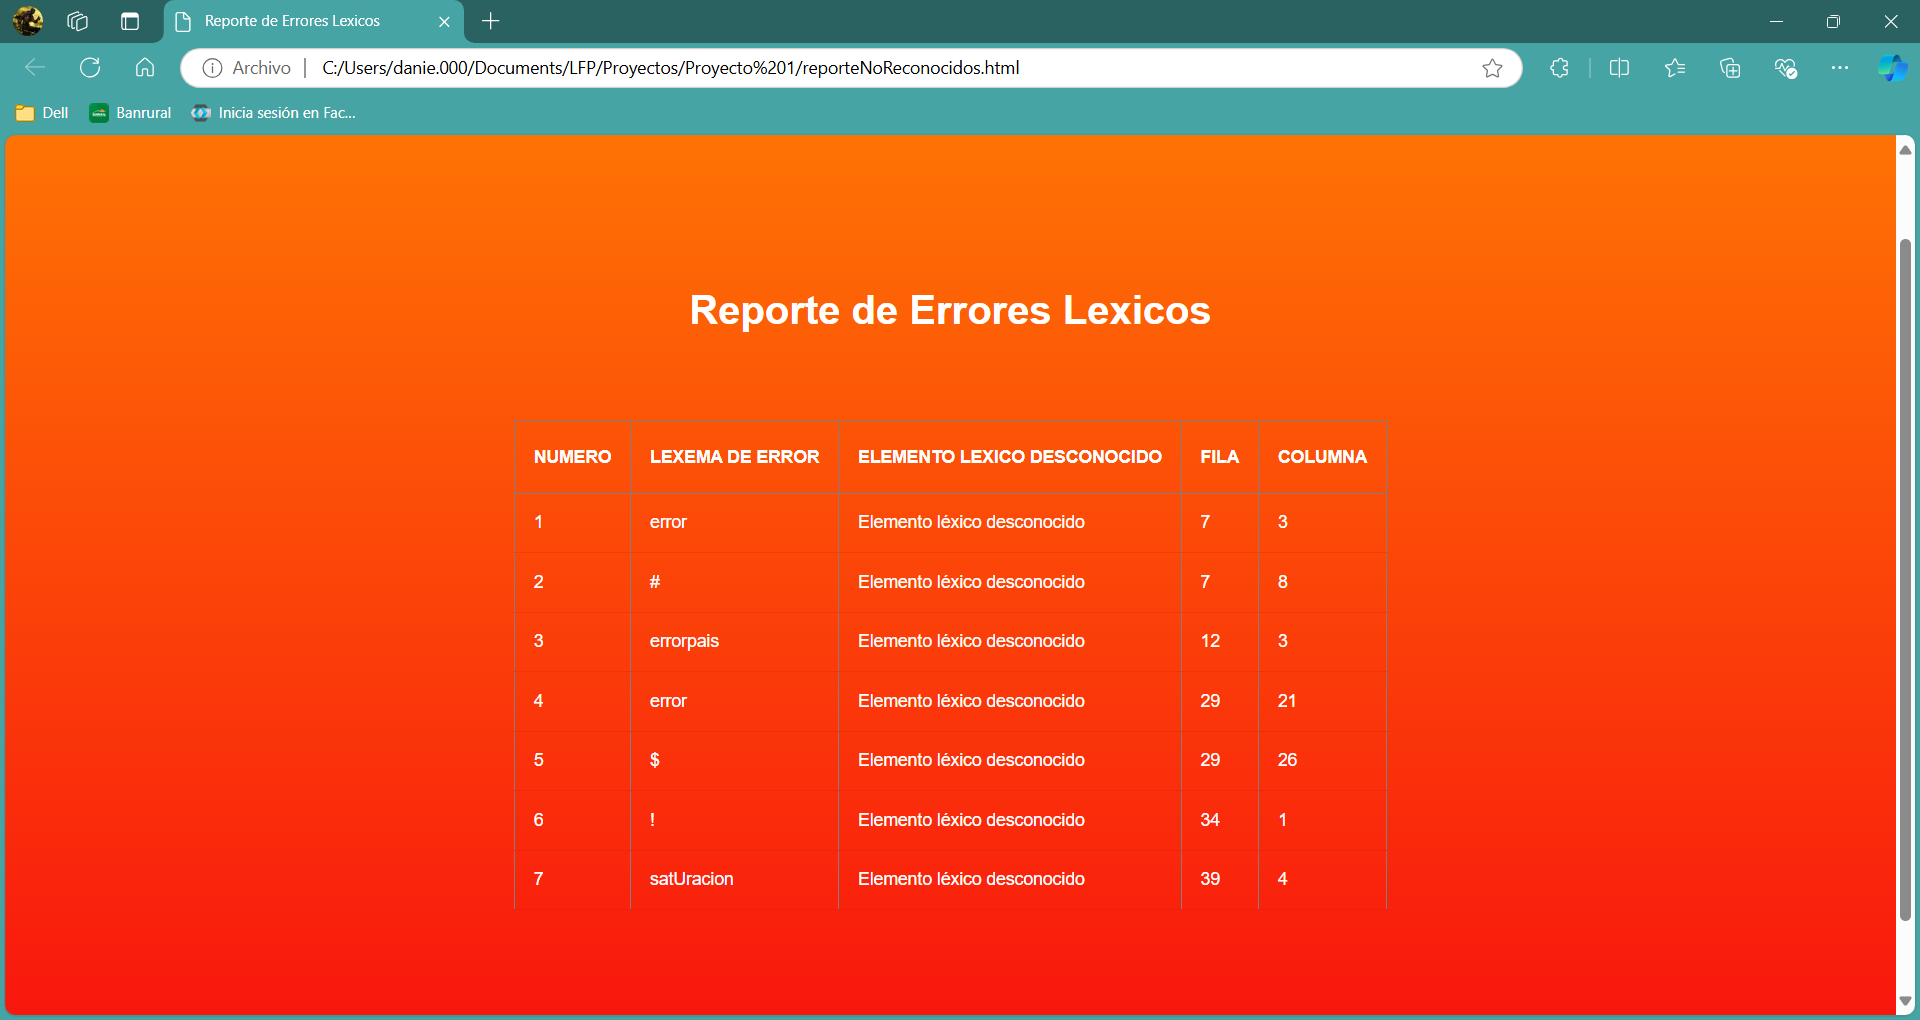 Reporte de Errores Lexicos
Archivo C:/Users/danie.000/Documents/LFP/Proyectos/Proyecto%201/reporteNoReconocidos.html
Dell Banrural Inicia sesión en Fac...
Reporte de Errores Lexicos
NUMERO LEXEMA DE ERROR ELEMENTO LEXICO DESCONOCIDO FILA COLUMNA
1 error Elemento léxico desconocido 7 3
2 # Elemento léxico desconocido 7 8
3 errorpais Elemento léxico desconocido 12 3
4 error Elemento léxico desconocido 29 21
5 $ Elemento léxico desconocido 29 26
6 ! Elemento léxico desconocido 34 1
7 satUracion Elemento léxico desconocido 39 4